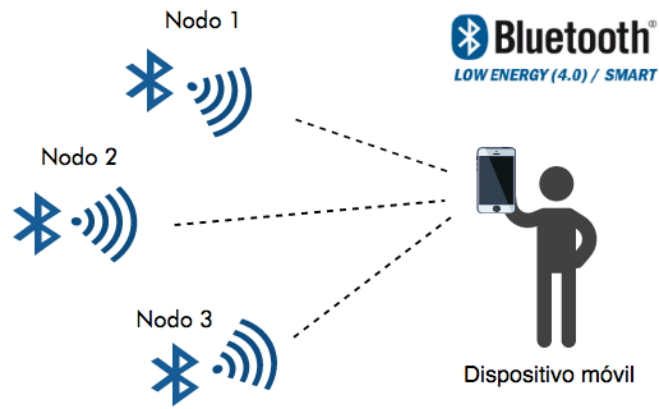 Nodo 1
Bluetooth®
LOW ENERGY (4.0) / SMART
Nodo 2
Nodo 3
Dispositivo móvil